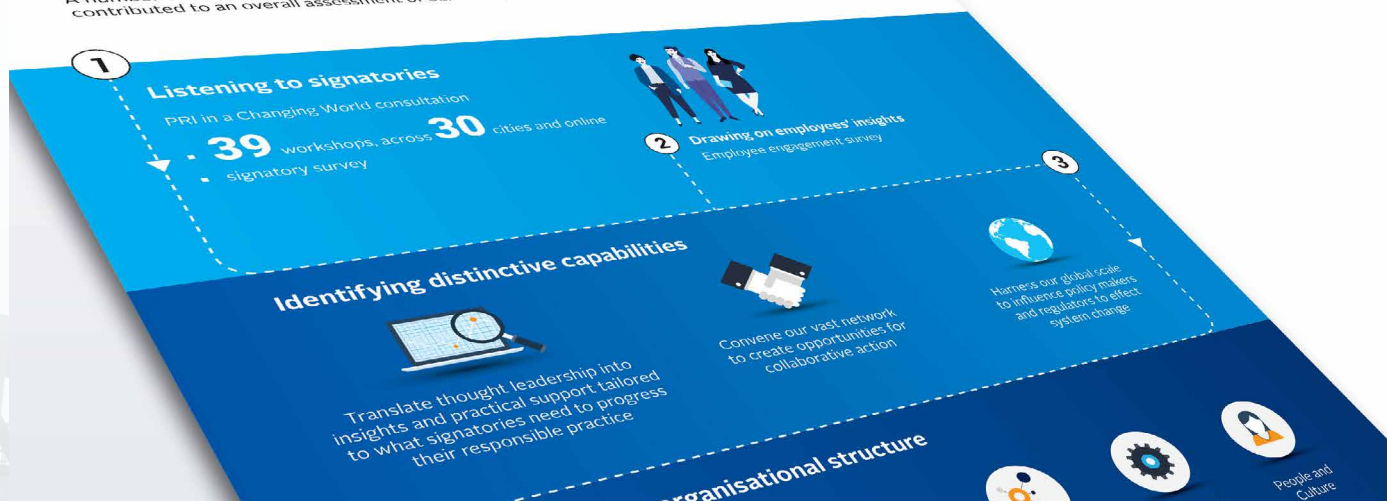 contributed to an overall assessment of
1
Listening to signatories
PRI in a Changing World consultation
▪ 39 workshops, across 30 cities and online
▪ signatory survey
2
Drawing on employees' insights
Employee engagement survey
3
Identifying distinctive capabilities
Translate thought leadership into
insights and practical support tailored
to what signatories need to progress
their responsible practice
Convene our vast network
to create opportunities for
collaborative action
Harness our global scale
to influence policy makers
and regulators to effect
system change
organisational structure
People and
Culture